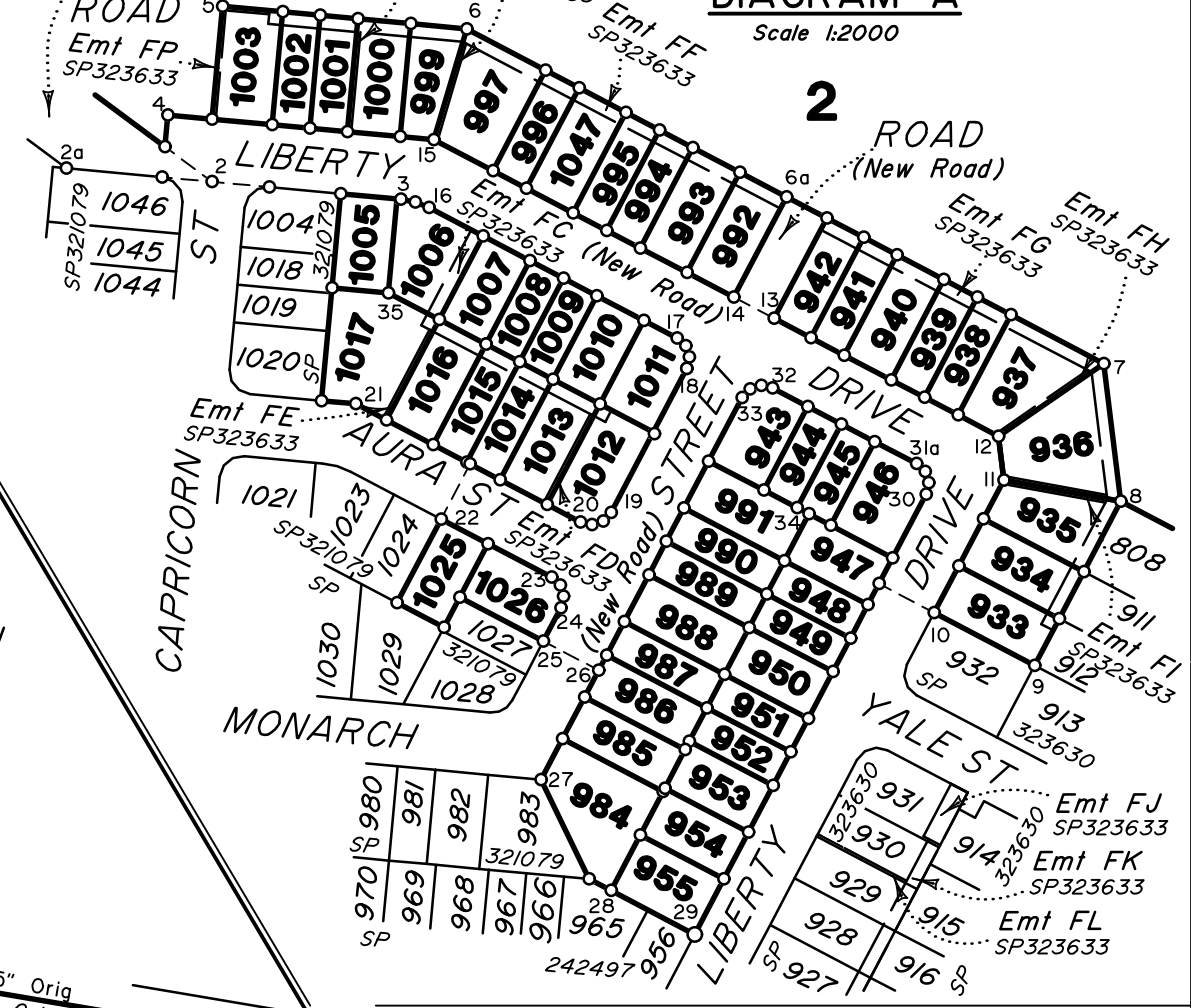 DIAGRAM A
Scale 1:2000
2
ROAD
Emt FP
SP323633
5
6
4
1003
1002
1001
1000
999
997
996
1047
995
994
993
992
Emt FF
SP323633
ROAD
(New Road)
6a
Emt FG
SP323633
Emt FH
SP323633
2a
2
LIBERTY
15
3
16
Emt FC (New Road)
SP323633
14
13
942
941
940
939
938
937
7
936
12
11
8
SP321079
1046
1045
1044
ST
1004
1018
1019
1020
SP
321079
1005
1006
1007
1008
1009
1010
1011
17
18
35
1017
1016
1015
1014
1013
1012
21
20
19
Emt FE
SP323633
AURA ST
STREET
(New Road)
DRIVE
32
33
943
944
945
946
31a
30
34
DRIVE
935
934
933
808
911
912
Emt FI
SP323633
10
9
932
SP
913
323630
CAPRICORN
1021
1023
1024
SP321079
SP
22
Emt FD
SP323633
1025
1026
23
24
25
26
1027
321079
1028
1029
1030
991
990
989
988
987
986
985
984
947
948
949
950
951
952
953
954
955
MONARCH
27
28
29
980
981
982
983
SP
321079
970
969
968
967
966
965
SP
242497
956
LIBERTY
YALE ST
323630
931
930
929
928
927
SP
914
915
916
SP
323630
Emt FJ
SP323633
Emt FK
SP323633
Emt FL
SP323633
Orig